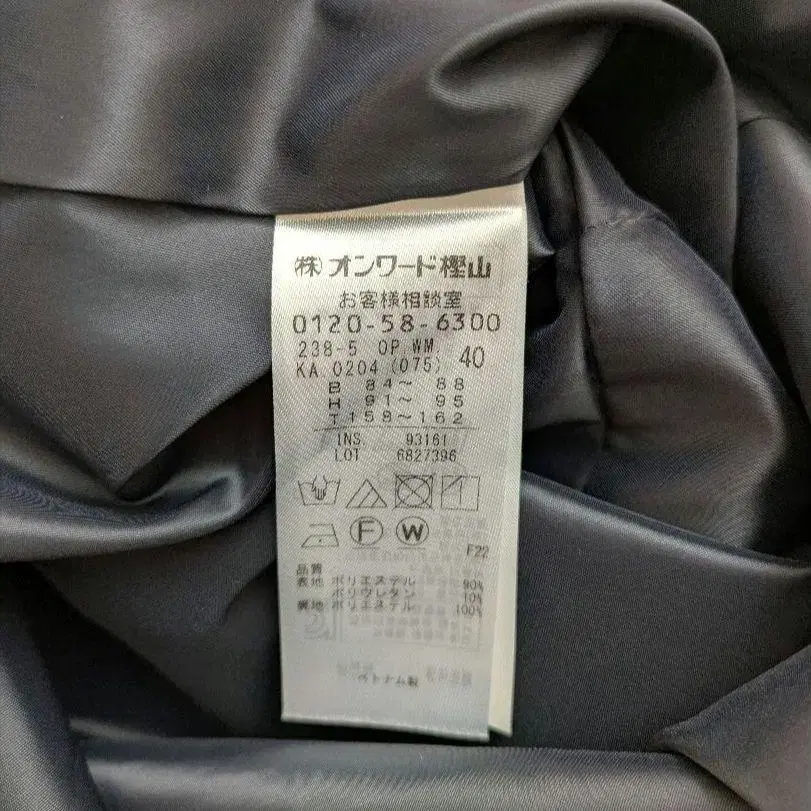 (株)オンワード樫山
お客様相談室
0120-58-6300
238-5 OP WM 40
KA 0204 (075)
B 84~ 88
H 91~ 95
T 158~162
INS. 93161
LOT 6827396
F W
F22
品質
表地 ポリエステル 90%
ポリウレタン 10%
裏地 ポリエステル 100%
ベトナム製